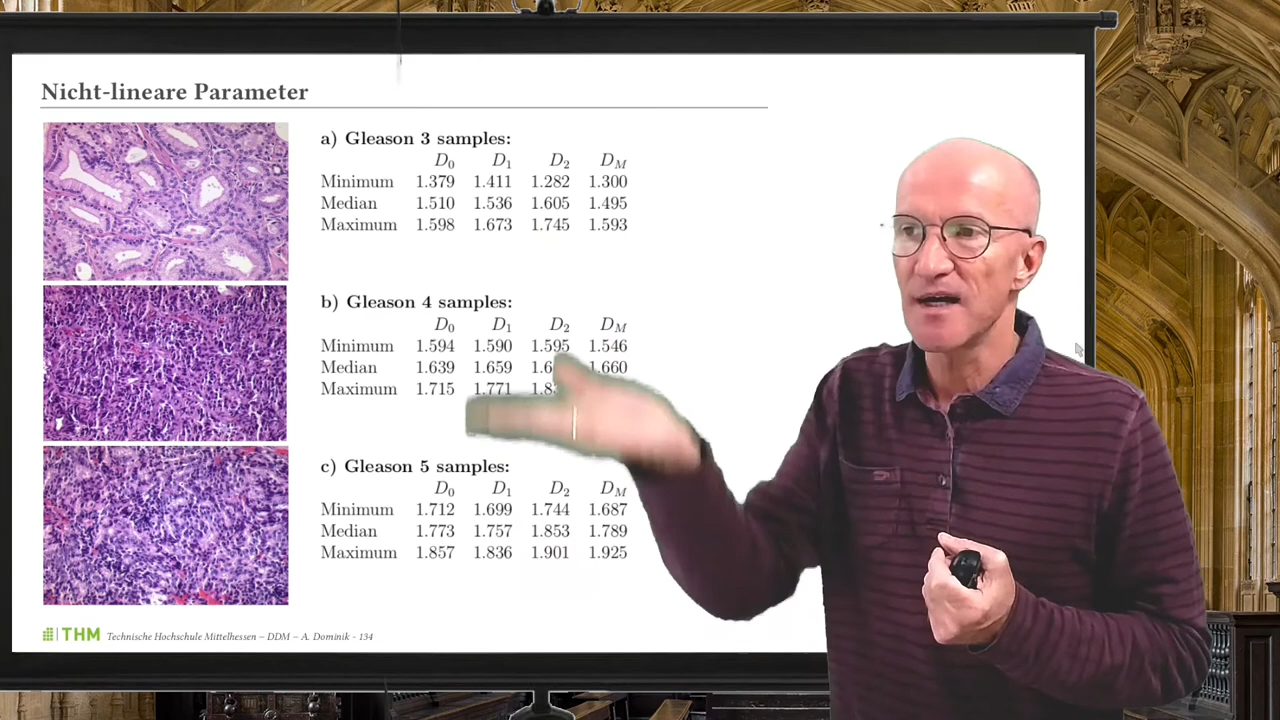 Nicht-lineare Parameter
a) Gleason 3 samples:
D0 D1 D2 DM
Minimum 1.379 1.411 1.282 1.300
Median 1.510 1.536 1.605 1.495
Maximum 1.598 1.673 1.745 1.593
b) Gleason 4 samples:
D0 D1 D2 DM
Minimum 1.594 1.590 1.595 1.546
Median 1.639 1.659 1.660
Maximum 1.715 1.771
c) Gleason 5 samples:
D0 D1 D2 DM
Minimum 1.712 1.699 1.744 1.687
Median 1.773 1.757 1.853 1.789
Maximum 1.857 1.836 1.901 1.925
THM Technische Hochschule Mittelhessen – DDM – A. Dominik - 134